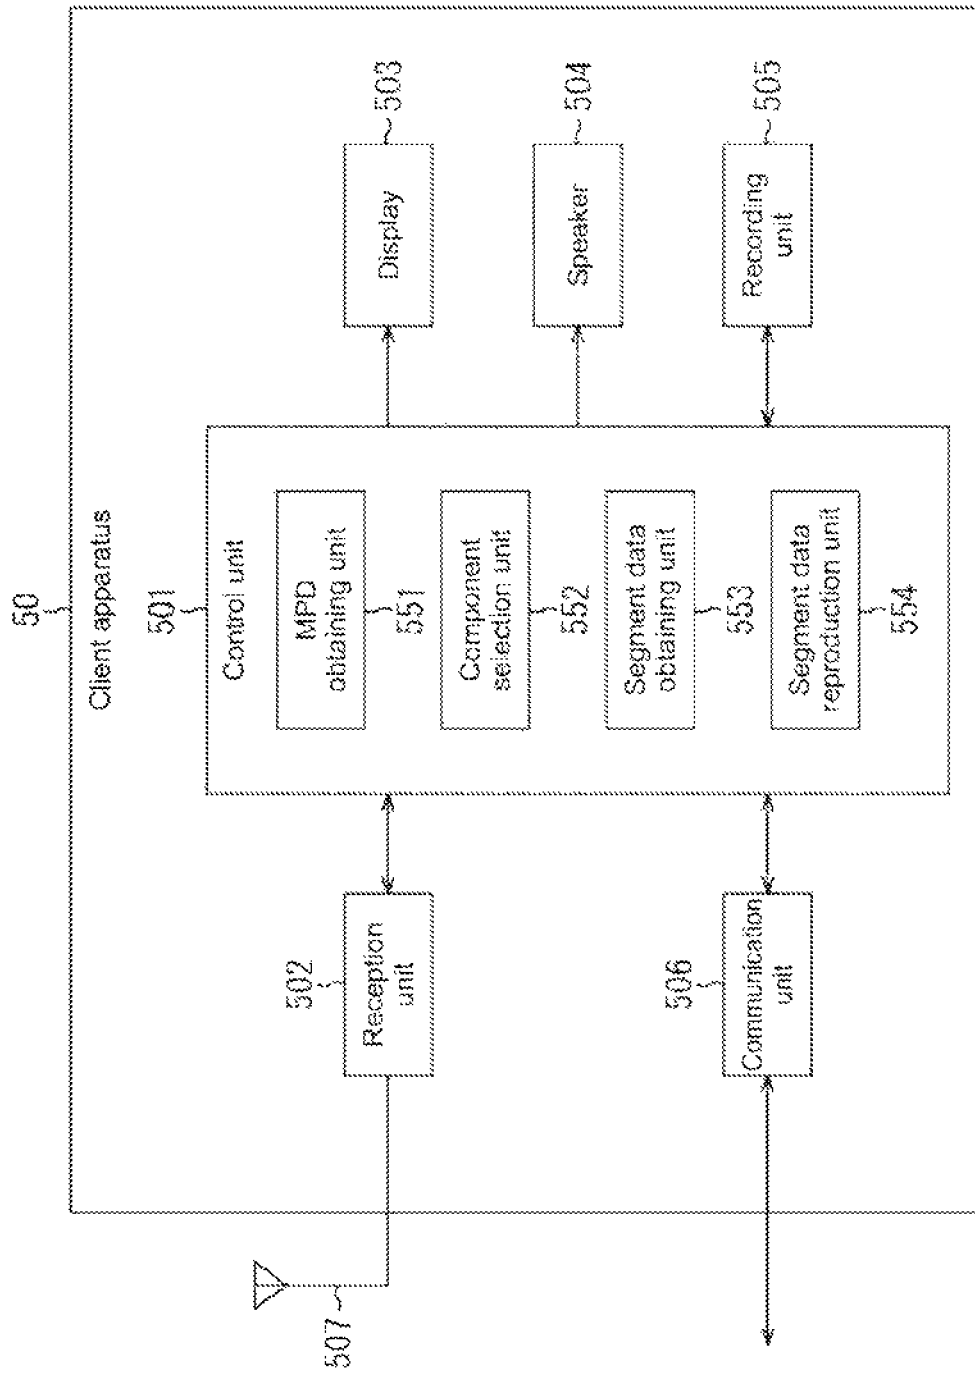 50
Client apparatus
501
Control unit
MPD
obtaining unit
551
Component
selection unit
552
Segment data
obtaining unit
553
Segment data
reproduction unit
554
502
Reception
unit
503
Display
504
Speaker
505
Recording
unit
506
Communication
unit
507